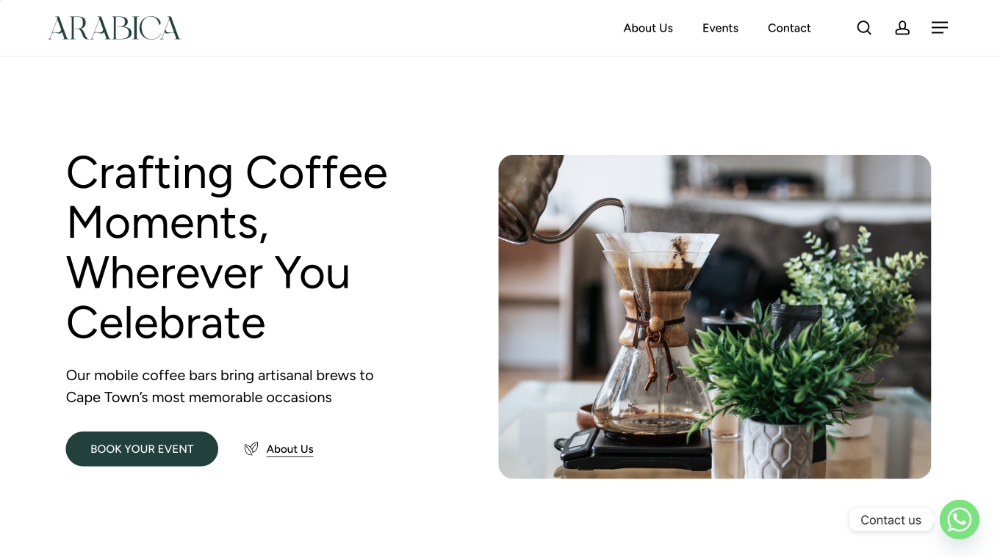 ARABICA
About Us
Events
Contact
Crafting Coffee
Moments,
Wherever You
Celebrate
Our mobile coffee bars bring artisanal brews to
Cape Town’s most memorable occasions
BOOK YOUR EVENT
About Us
Contact us